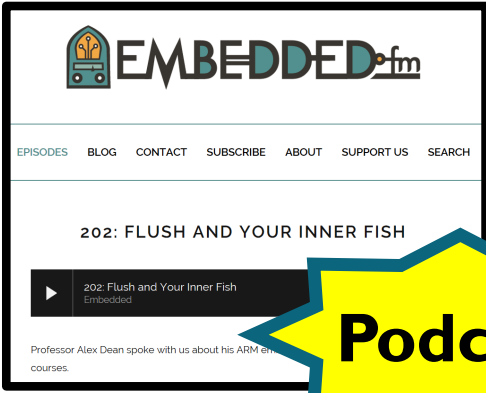 EMBEDDED.fm
EPISODES BLOG CONTACT SUBSCRIBE ABOUT SUPPORT US SEARCH
202: FLUSH AND YOUR INNER FISH
202: Flush and Your Inner Fish
Embedded
Professor Alex Dean spoke with us about his ARM
courses.
Podc